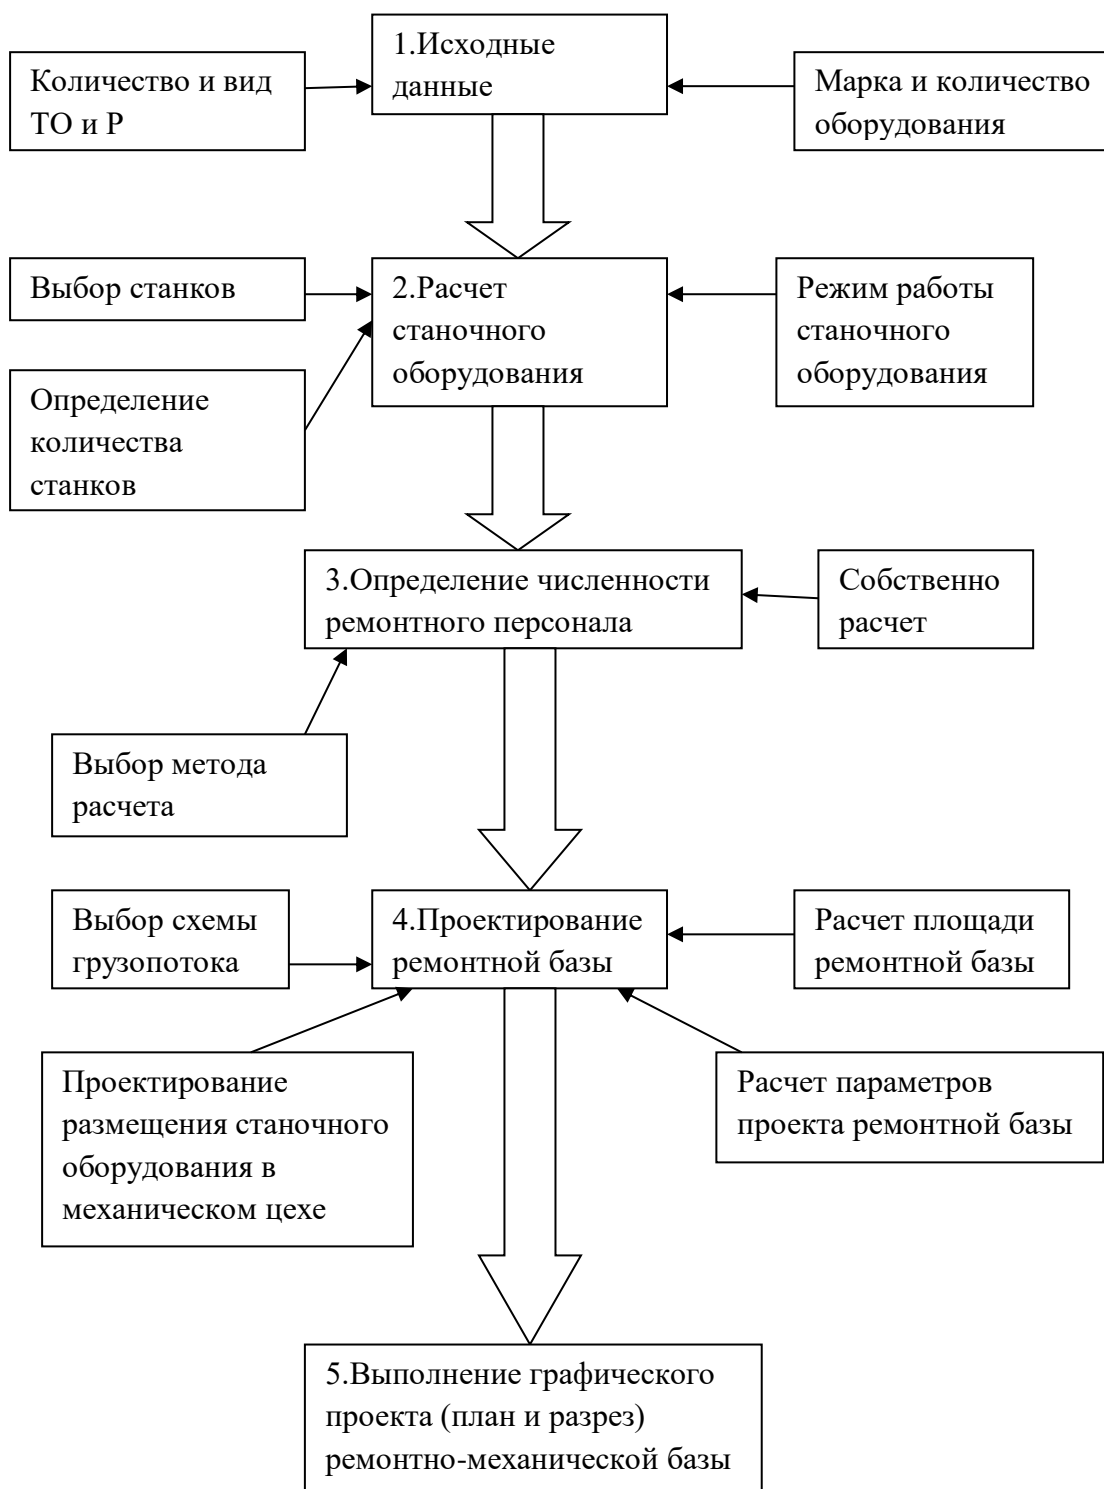 1.Исходные
данные
Количество и вид
ТО и Р
Марка и количество
оборудования
Выбор станков
2.Расчет
станочного
оборудования
Режим работы
станочного
оборудования
Определение
количества
станков
3.Определение численности
ремонтного персонала
Собственно
расчет
Выбор метода
расчета
Выбор схемы
грузопотока
4.Проектирование
ремонтной базы
Расчет площади
ремонтной базы
Проектирование
размещения станочного
оборудования в
механическом цехе
Расчет параметров
проекта ремонтной базы
5.Выполнение графического
проекта (план и разрез)
ремонтно-механической базы